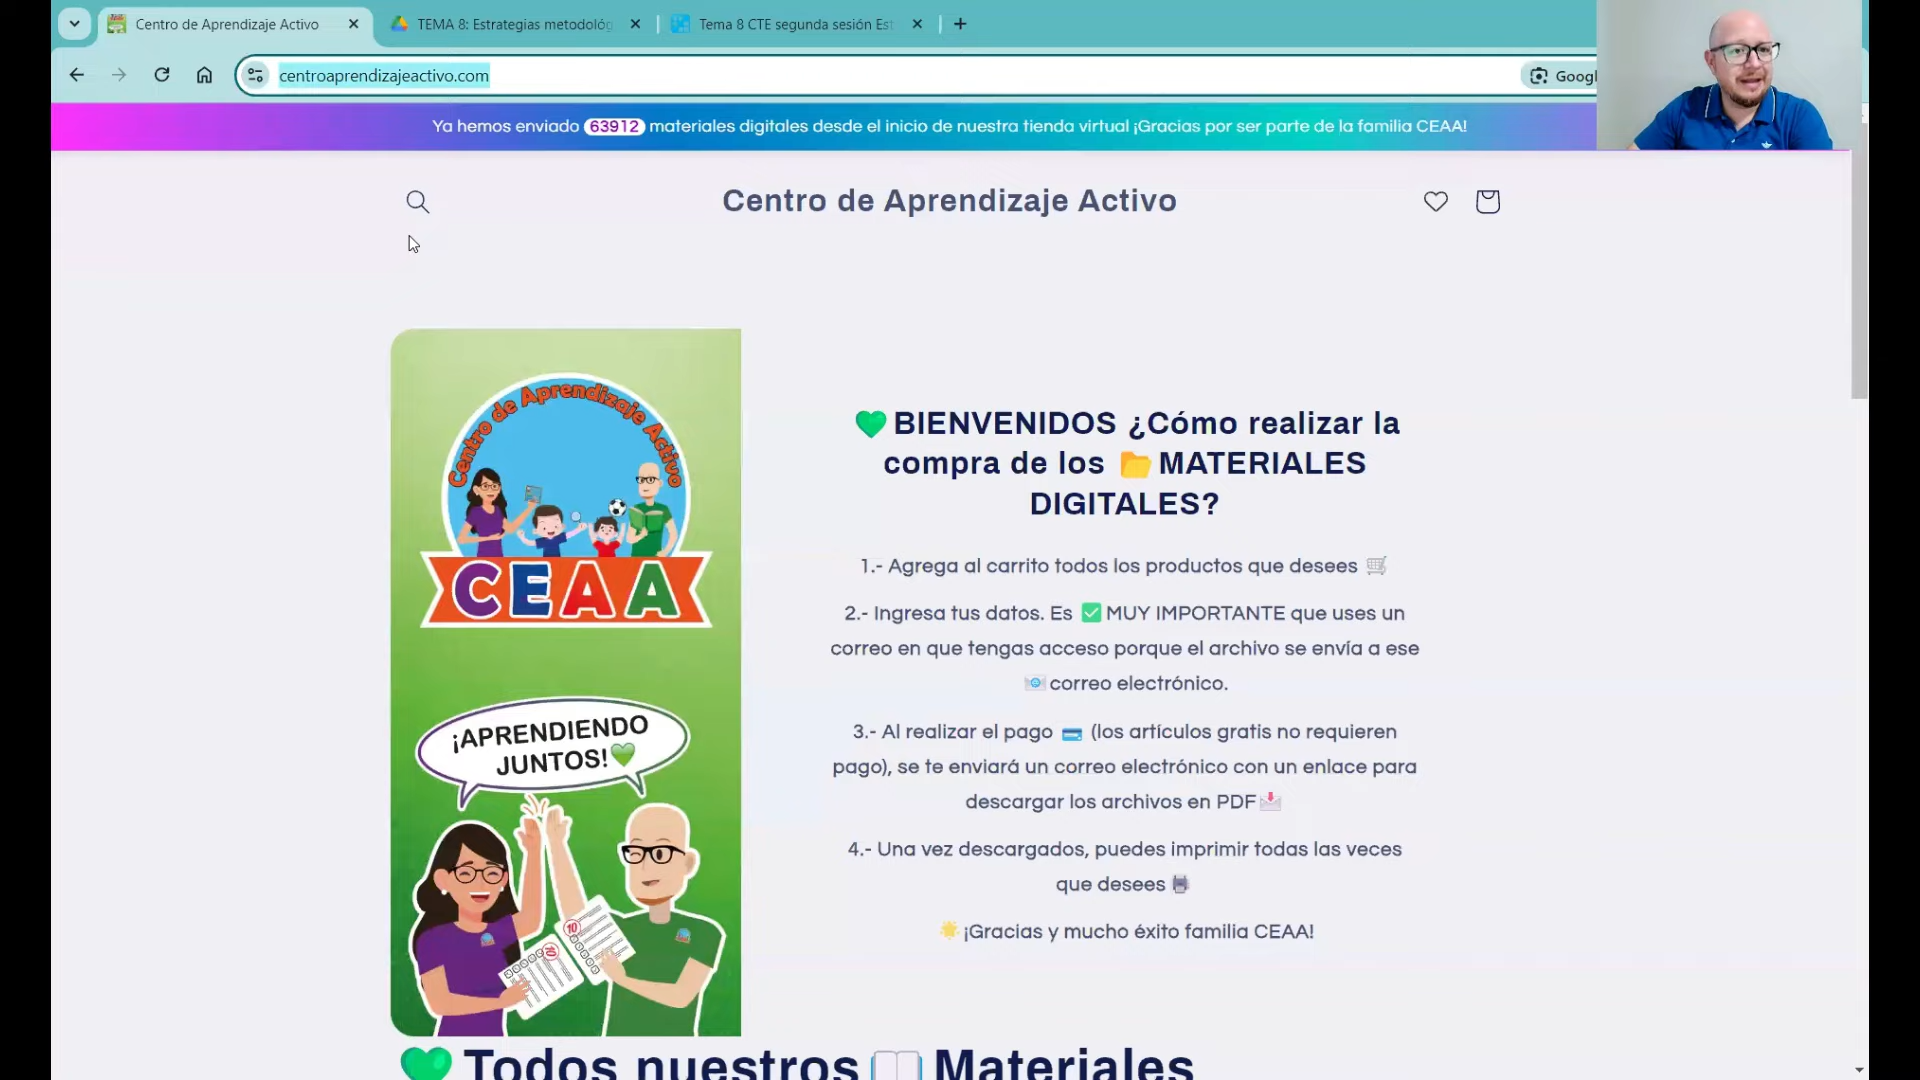 Centro de Aprendizaje Activo
TEMA 8: Estrategias metodológ
Tema 8 CTE segunda sesión Est
centroaprendizajeactivo.com
Googl
Ya hemos enviado 63912 materiales digitales desde el inicio de nuestra tienda virtual ¡Gracias por ser parte de la familia CEAA!
Centro de Aprendizaje Activo
Centro de Aprendizaje Activo
CEAA
¡APRENDIENDO
JUNTOS!💚
10
10
💚BIENVENIDOS ¿Cómo realizar la
compra de los 📂MATERIALES
DIGITALES?
1.- Agrega al carrito todos los productos que desees 🛒
2.- Ingresa tus datos. Es ✅ MUY IMPORTANTE que uses un
correo en que tengas acceso porque el archivo se envía a ese
📧correo electrónico.
3.- Al realizar el pago 💳 (los artículos gratis no requieren
pago), se te enviará un correo electrónico con un enlace para
descargar los archivos en PDF📩
4.- Una vez descargados, puedes imprimir todas las veces
que desees 🖨️
🌟¡Gracias y mucho éxito familia CEAA!
💚Todos nuestros 📖 Materiales